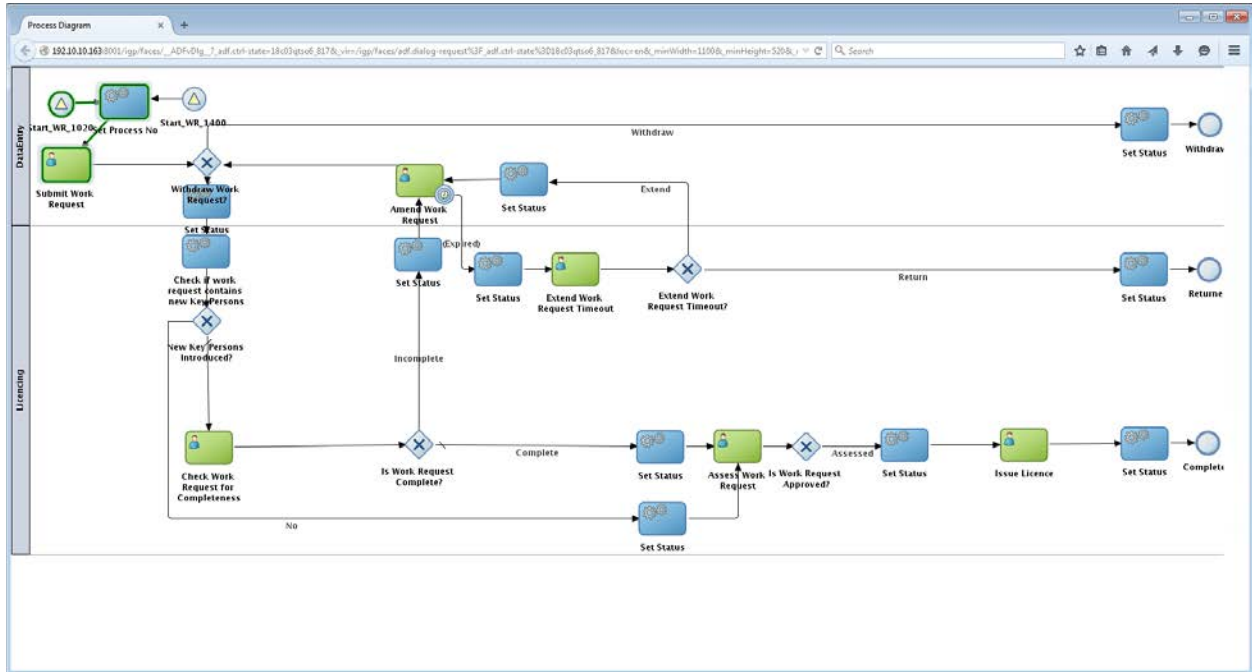 Process Diagram
Search
DataEntry
Start_WR_1020
Set Process No
Start_WR_1400
Submit Work
Request
Withdraw Work
Request?
Set Status
Withdraw
Set Status
Withdraw
Amend Work
Request
Set Status
Extend
Licencing
Check if work
request contains
new Key Persons
New Key Persons
Introduced?
Set Status
(Expired)
Set Status
Extend Work
Request Timeout
Extend Work
Request Timeout?
Return
Set Status
Returne
Incomplete
Check Work
Request for
Completeness
Is Work Request
Complete?
Complete
Set Status
Assess Work
Request
Is Work Request
Approved?
Assessed
Set Status
Issue Licence
Set Status
Complete
No
Set Status